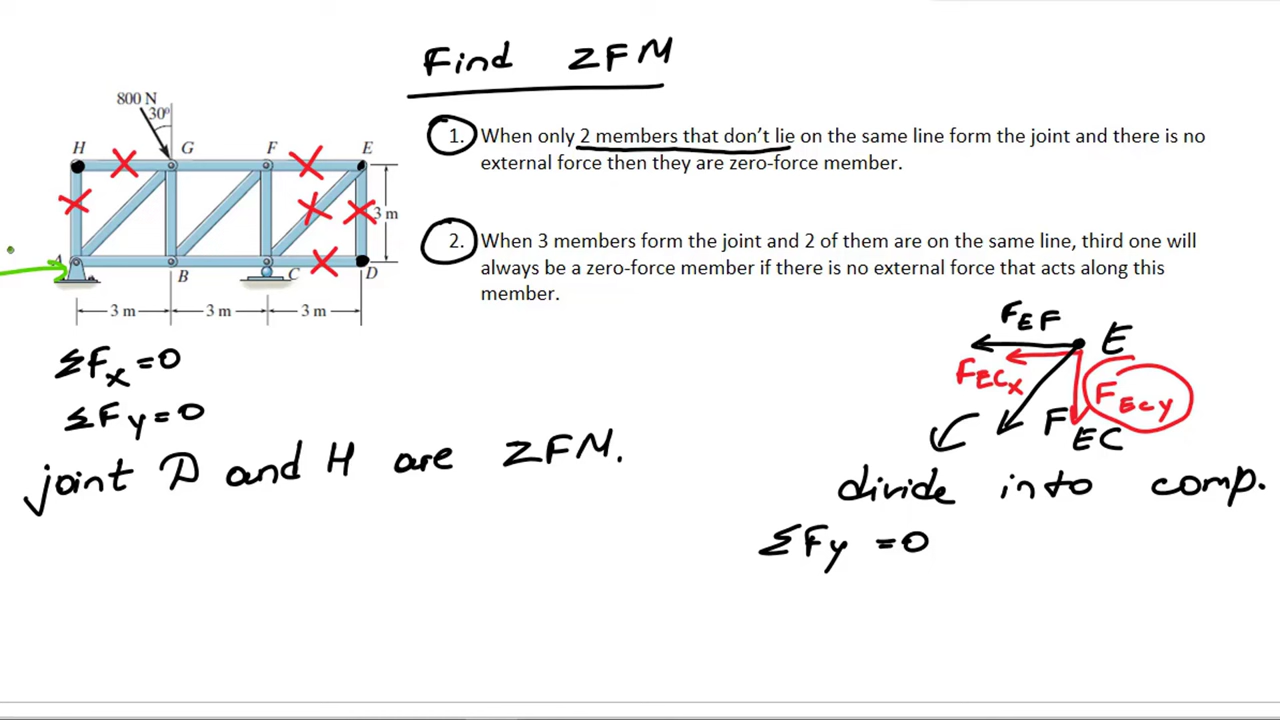 Find ZFM
1. When only 2 members that don't lie on the same line form the joint and there is no
external force then they are zero-force member.
2. When 3 members form the joint and 2 of them are on the same line, third one will
always be a zero-force member if there is no external force that acts along this
member.
800 N
30°
H G F E
3 m
A B C D
3 m 3 m 3 m
ΣFx=0
ΣFy=0
joint D and H are ZFM.
FEF E
FECx FECy
FEC
divide into comp.
ΣFy =0